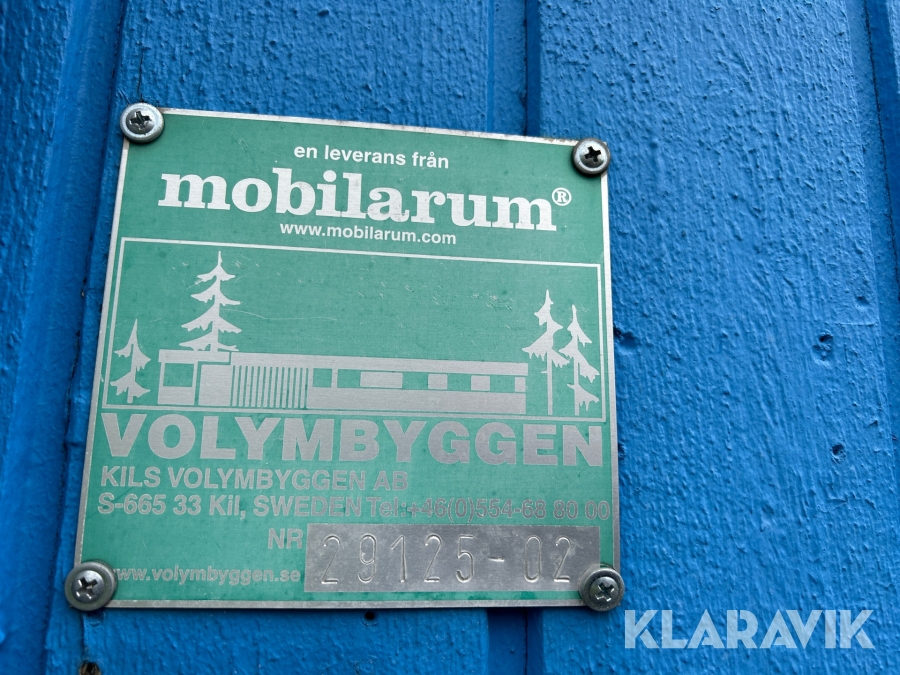 en leverans från
mobilarum®
www.mobilarum.com
VOLYMBYGGEN
KILS VOLYMBYGGEN AB
S-665 33 Kil, SWEDEN Tel:+46(0)554-68 80 00
NR 29125-02
www.volymbyggen.se
KLARAVIK